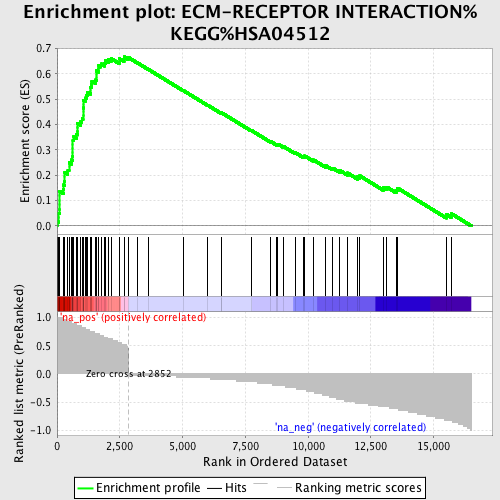 Enrichment plot: ECM-RECEPTOR INTERACTION%
KEGG%HSA04512
Enrichment score (ES)
0.7
0.6
0.5
0.4
0.3
0.2
0.1
0.0
Ranked list metric (PreRanked)
1.0
0.5
0.0
-0.5
-1.0
'na_pos' (positively correlated)
Zero cross at 2852
'na_neg' (negatively correlated)
0 2,500 5,000 7,500 10,000 12,500 15,000
Rank in Ordered Dataset
Enrichment profile Hits Ranking metric scores